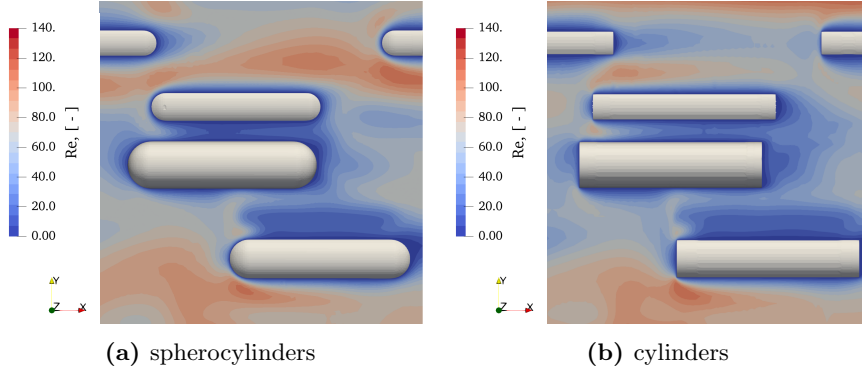 140.
120.
100.
80.0
60.0
40.0
20.0
0.00
Re, [ - ]
Y
Z
X
(a) spherocylinders
140.
120.
100.
80.0
60.0
40.0
20.0
0.00
Re, [ - ]
Y
Z
X
(b) cylinders